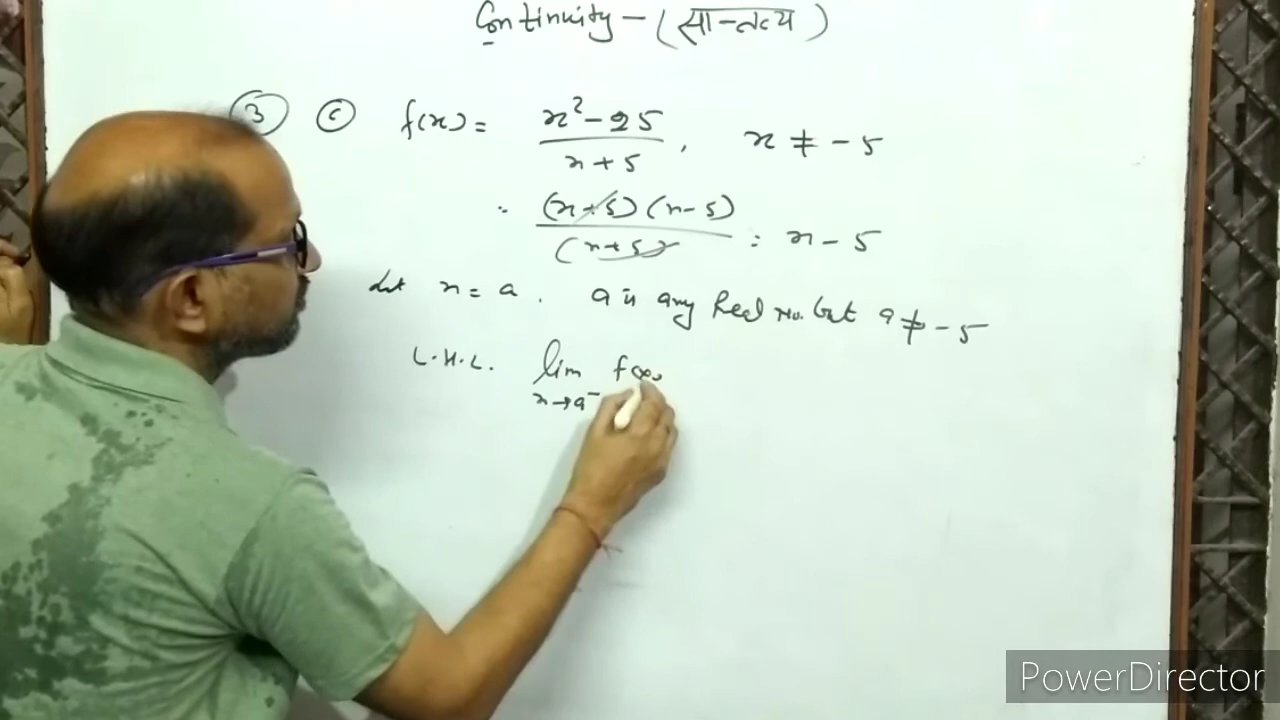 Continuity - (सा-तत्य)
3 c f(x) = x² - 25 / x + 5 , x ≠ - 5
= (x+5) (x-5) / (x+5) = x - 5
Let x = a . a is any Real No. but a ≠ - 5
L.H.L. lim x→a⁻ f(x)
PowerDirector